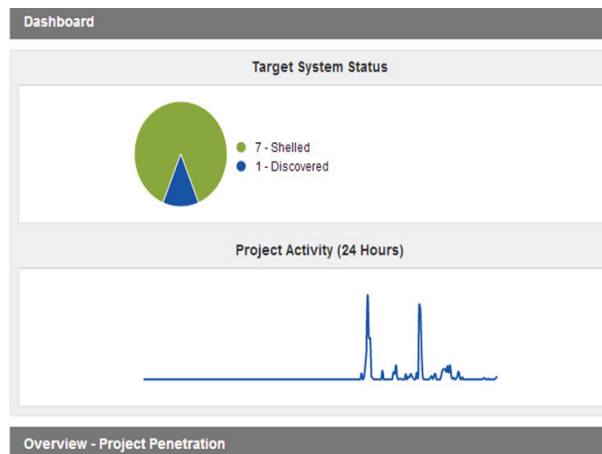 Dashboard
Target System Status
7 - Shelled
1 - Discovered
Project Activity (24 Hours)
Overview - Project Penetration